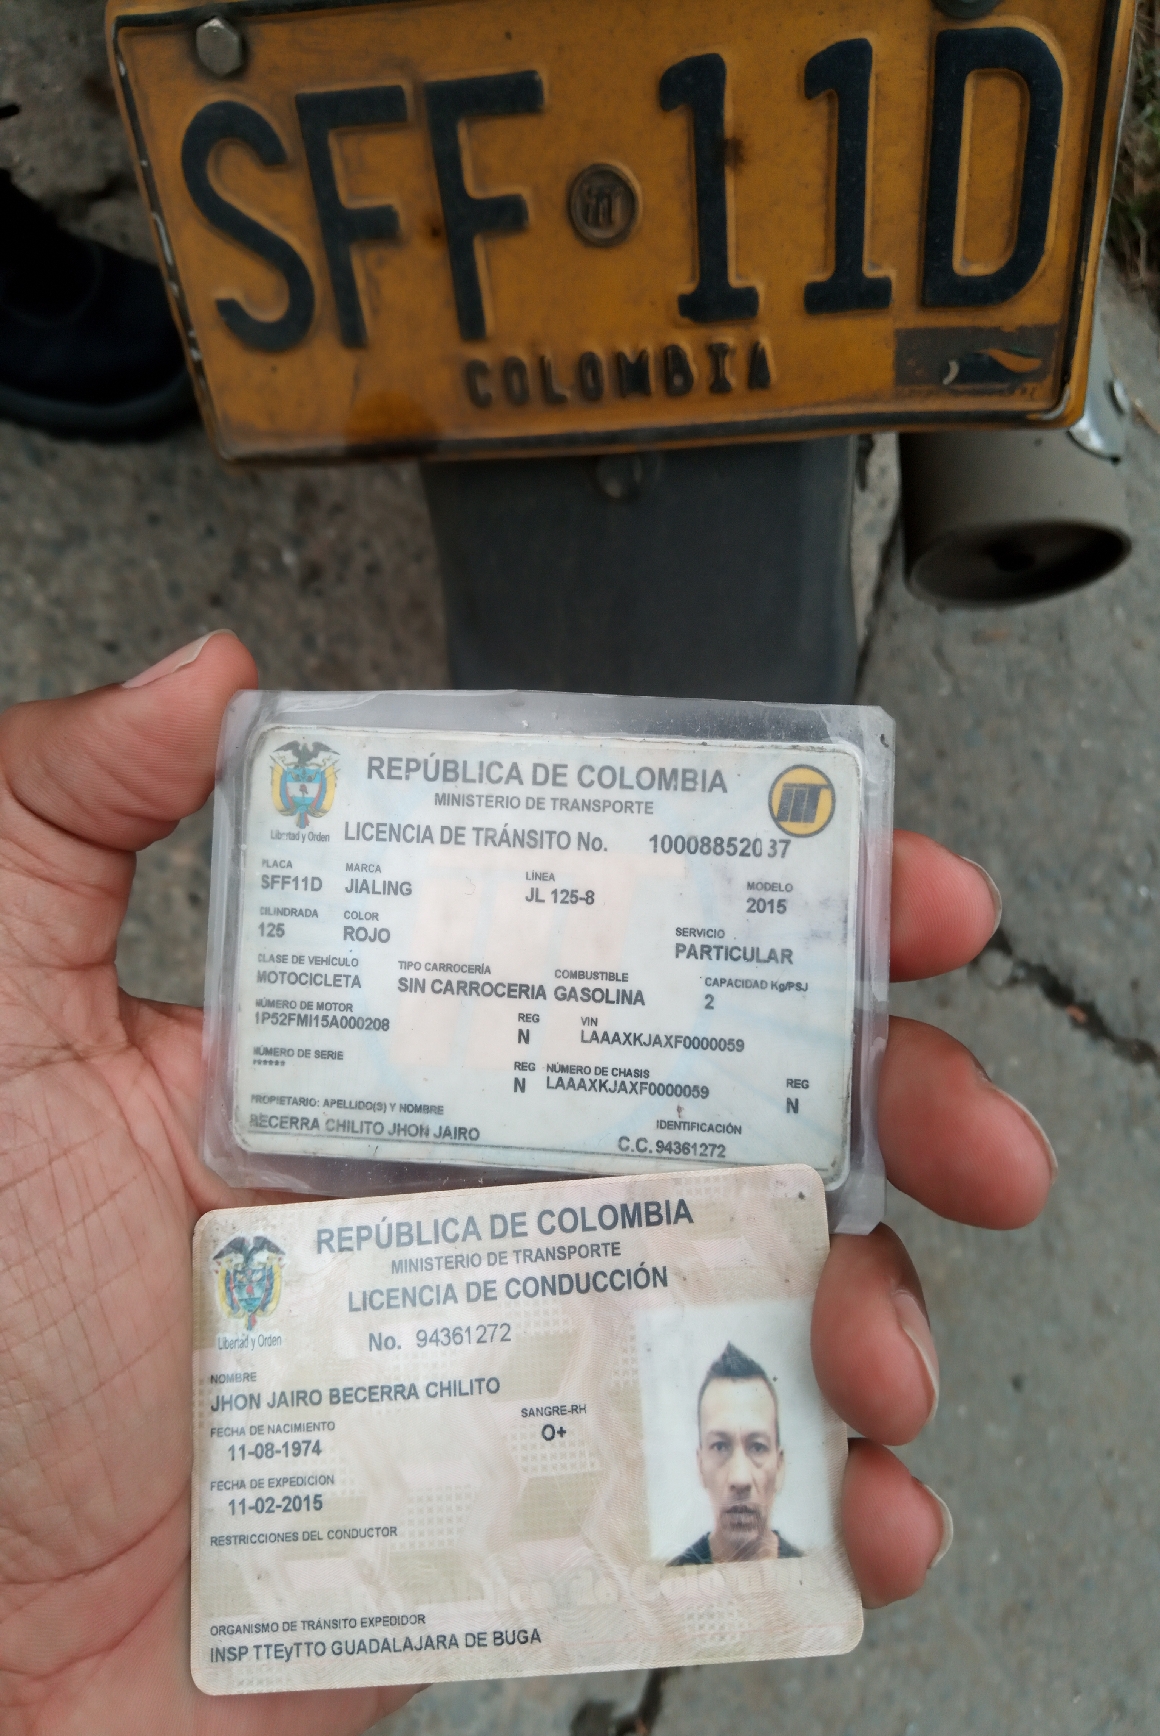 SFF 11D
COLOMBIA
REPÚBLICA DE COLOMBIA
MINISTERIO DE TRANSPORTE
Libertad y Orden
LICENCIA DE TRÁNSITO No. 10008852037
PLACA MARCA LÍNEA MODELO
SFF11D JIALING JL 125-8 2015
CILINDRADA COLOR SERVICIO
125 ROJO PARTICULAR
CLASE DE VEHÍCULO TIPO CARROCERÍA COMBUSTIBLE CAPACIDAD Kg/PSJ
MOTOCICLETA SIN CARROCERIA GASOLINA 2
NÚMERO DE MOTOR REG VIN
1P52FMI15A000208 N LAAAXKJAXF0000059
NÚMERO DE SERIE REG NÚMERO DE CHASIS REG
****** N LAAAXKJAXF0000059 N
PROPIETARIO: APELLIDO(S) Y NOMBRE IDENTIFICACIÓN
BECERRA CHILITO JHON JAIRO C.C. 94361272
REPÚBLICA DE COLOMBIA
MINISTERIO DE TRANSPORTE
LICENCIA DE CONDUCCIÓN
Libertad y Orden
No. 94361272
NOMBRE
JHON JAIRO BECERRA CHILITO
FECHA DE NACIMIENTO SANGRE-RH
11-08-1974 O+
FECHA DE EXPEDICION
11-02-2015
RESTRICCIONES DEL CONDUCTOR
ORGANISMO DE TRÁNSITO EXPEDIDOR
INSP TTEyTTO GUADALAJARA DE BUGA